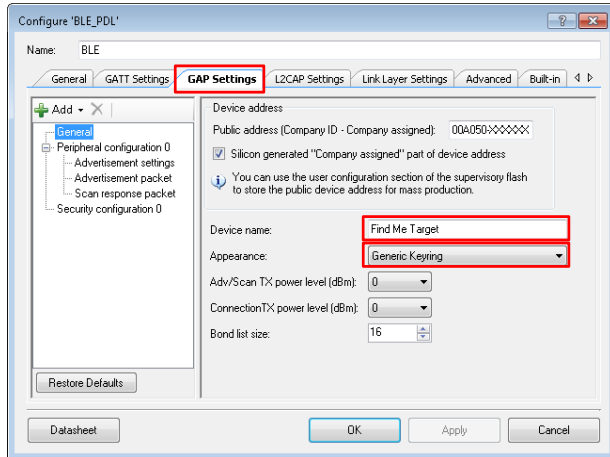 Configure 'BLE_PDL'
Name: BLE
General GATT Settings GAP Settings L2CAP Settings Link Layer Settings Advanced Built-in
Add
General
Peripheral configuration 0
Advertisement settings
Advertisement packet
Scan response packet
Security configuration 0
Restore Defaults
Device address
Public address (Company ID - Company assigned): 00A050-XXXXXX
Silicon generated "Company assigned" part of device address
You can use the user configuration section of the supervisory flash
to store the public device address for mass production.
Device name: Find Me Target
Appearance: Generic Keyring
Adv/Scan TX power level (dBm): 0
ConnectionTX power level (dBm): 0
Bond list size: 16
Datasheet OK Apply Cancel